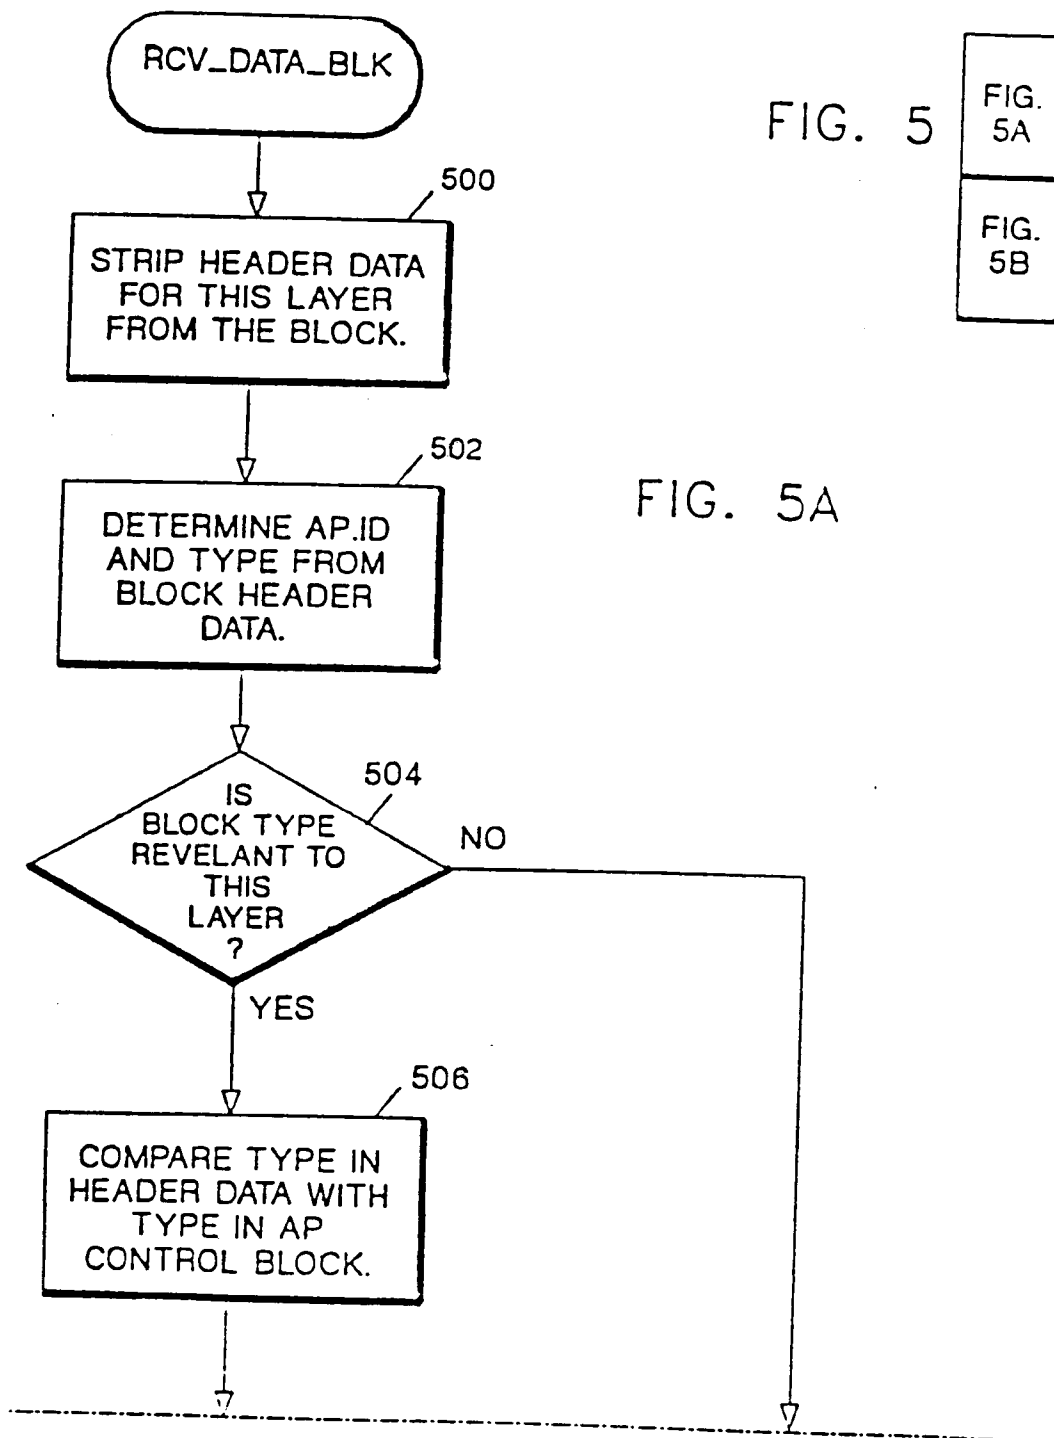 RCV_DATA_BLK
FIG. 5
FIG.
5A
FIG.
5B
500
STRIP HEADER DATA
FOR THIS LAYER
FROM THE BLOCK.
502
FIG. 5A
DETERMINE AP.ID
AND TYPE FROM
BLOCK HEADER
DATA.
504
IS
BLOCK TYPE
REVELANT TO
THIS
LAYER
?
NO
YES
506
COMPARE TYPE IN
HEADER DATA WITH
TYPE IN AP
CONTROL BLOCK.